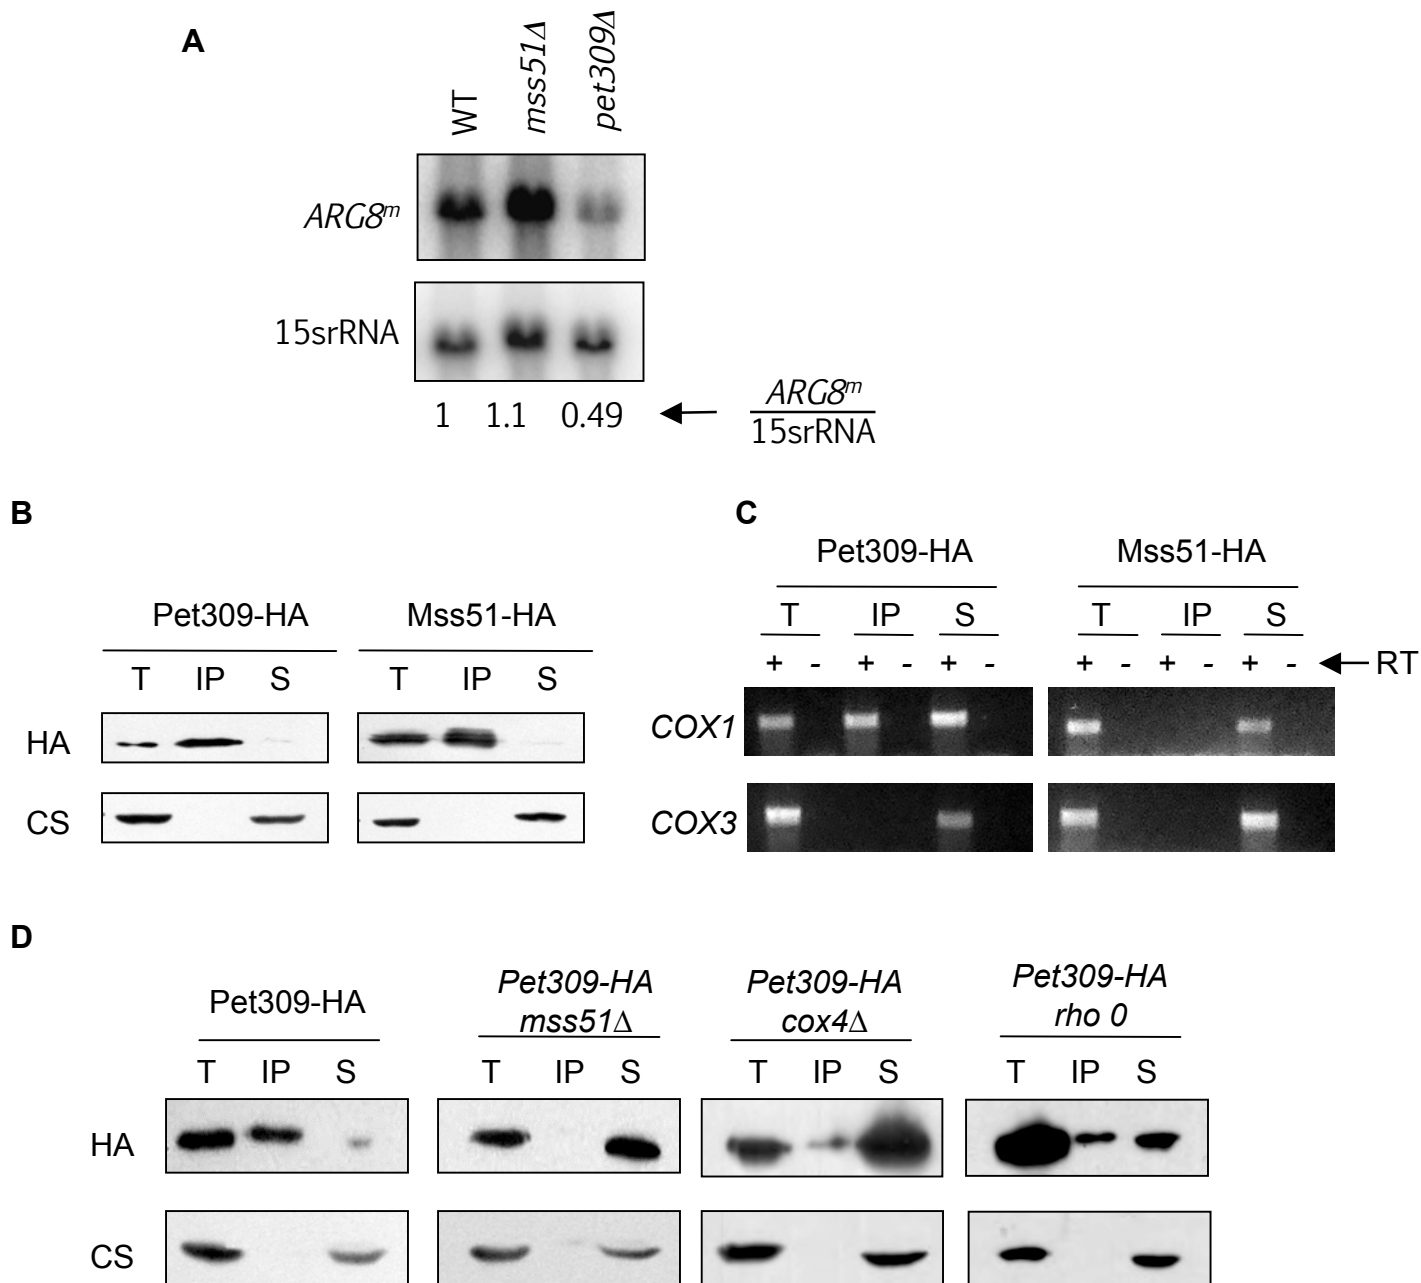 A
WT mss51Δ pet309Δ
ARG8ᵐ
15srRNA
1 1.1 0.49
ARG8ᵐ
15srRNA
B
Pet309-HA Mss51-HA
T IP S T IP S
HA
CS
C
Pet309-HA Mss51-HA
T IP S T IP S
+ - + - + - + - + - + - RT
COX1
COX3
D
Pet309-HA
Pet309-HA
mss51Δ
Pet309-HA
cox4Δ
Pet309-HA
rho 0
T IP S T IP S T IP S T IP S
HA
CS